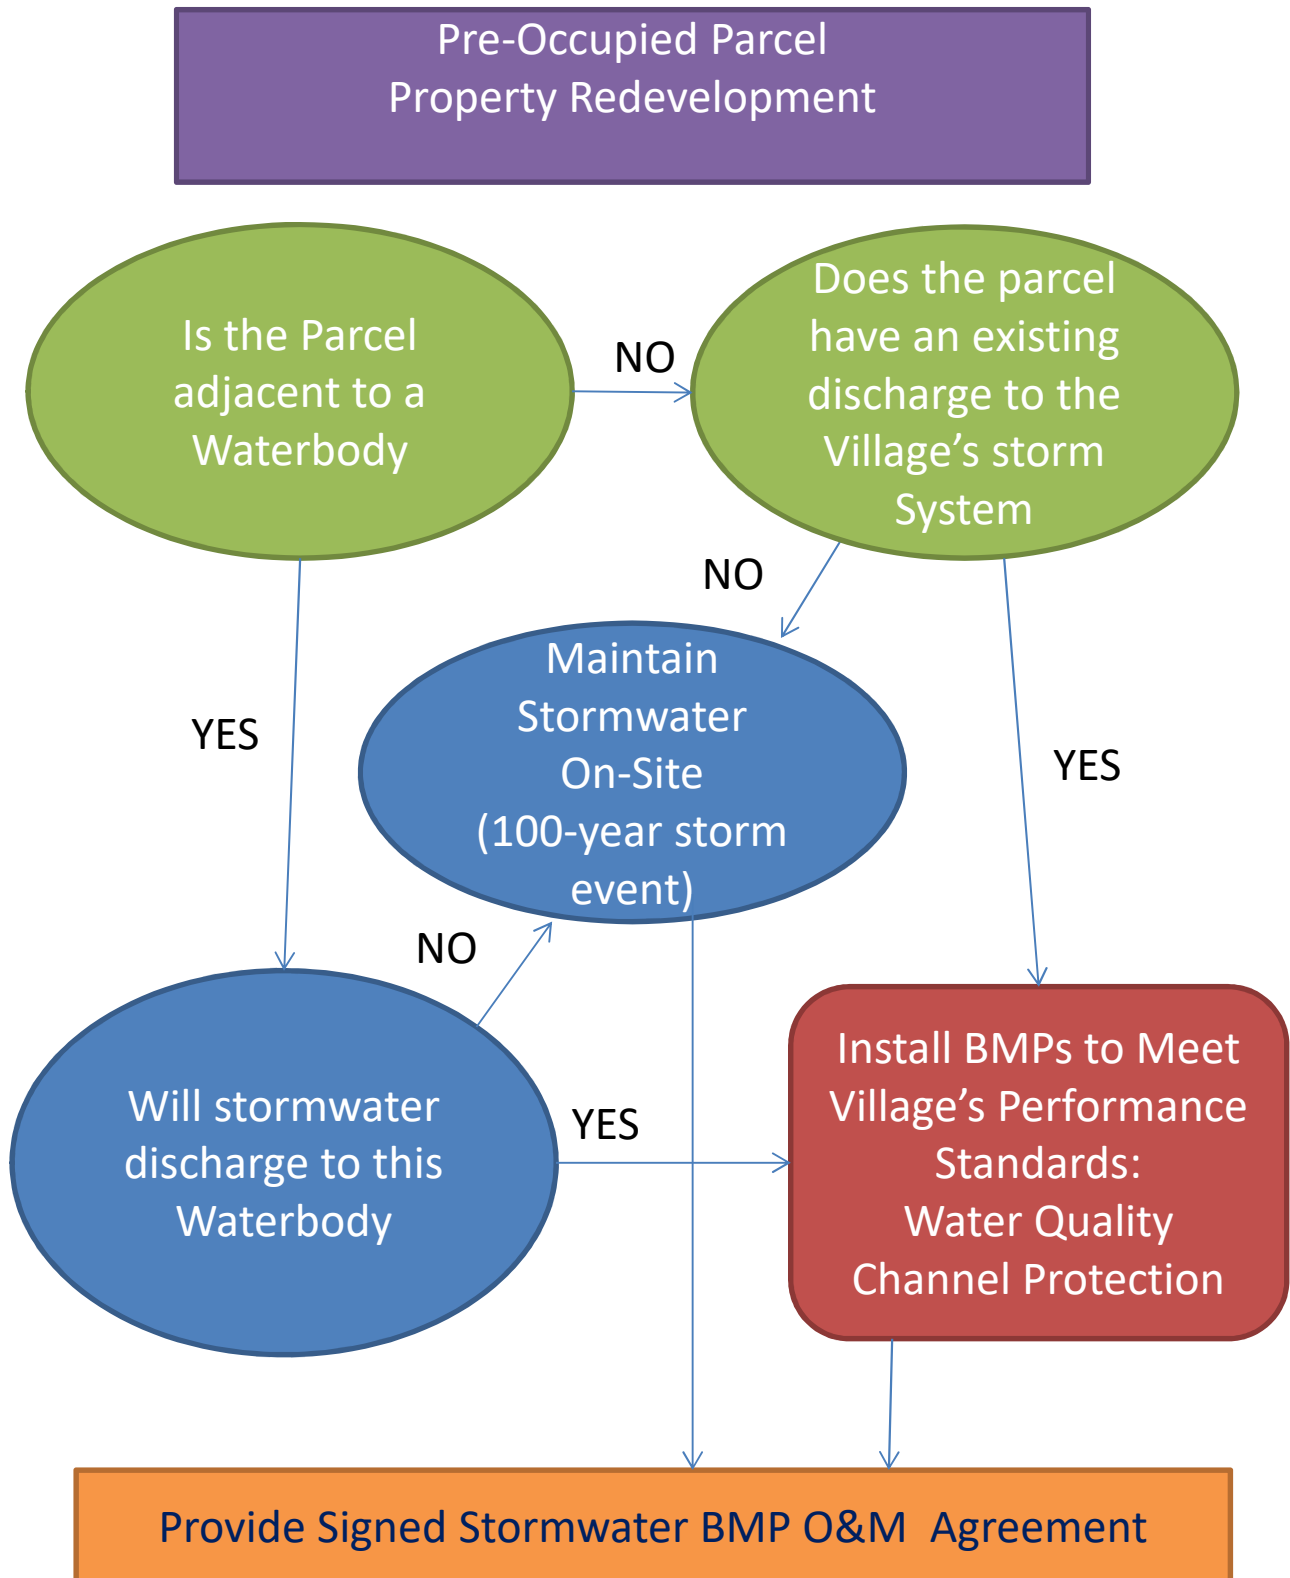 Pre-Occupied Parcel
Property Redevelopment
Is the Parcel
adjacent to a
Waterbody
NO
Does the parcel
have an existing
discharge to the
Village’s storm
System
NO
YES
Maintain
Stormwater
On-Site
(100-year storm
event)
YES
NO
Will stormwater
discharge to this
Waterbody
YES
Install BMPs to Meet
Village’s Performance
Standards:
Water Quality
Channel Protection
Provide Signed Stormwater BMP O&M  Agreement